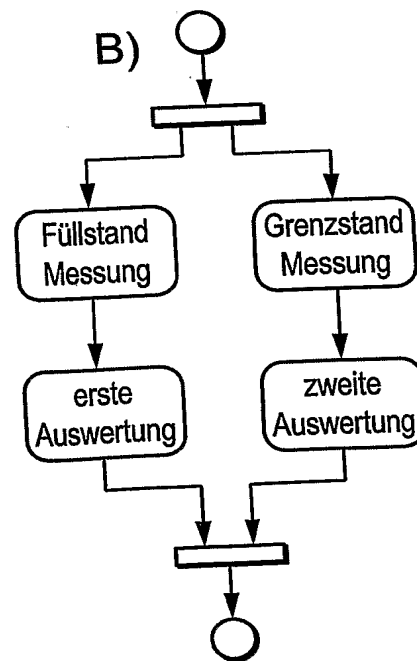 B)
Füllstand
Messung
Grenzstand
Messung
erste
Auswertung
zweite
Auswertung